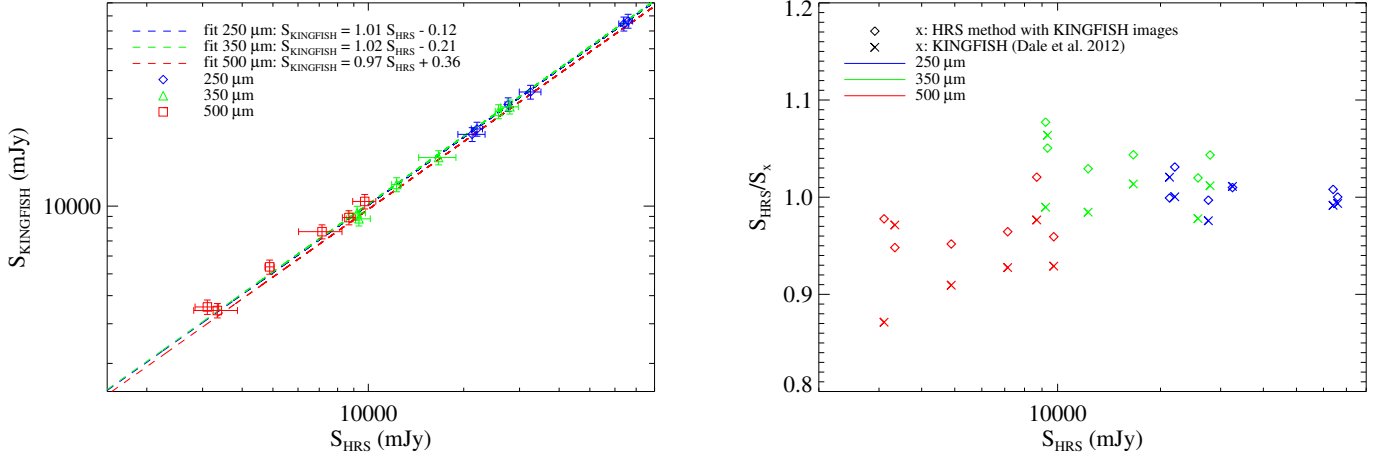 fit 250 μm: S_KINGFISH = 1.01 S_HRS - 0.12
fit 350 μm: S_KINGFISH = 1.02 S_HRS - 0.21
fit 500 μm: S_KINGFISH = 0.97 S_HRS + 0.36
250 μm
350 μm
500 μm
10000
S_KINGFISH (mJy)
10000
S_HRS (mJy)
x: HRS method with KINGFISH images
x: KINGFISH (Dale et al. 2012)
250 μm
350 μm
500 μm
1.2
1.1
1.0
0.9
0.8
S_HRS/S_x
10000
S_HRS (mJy)